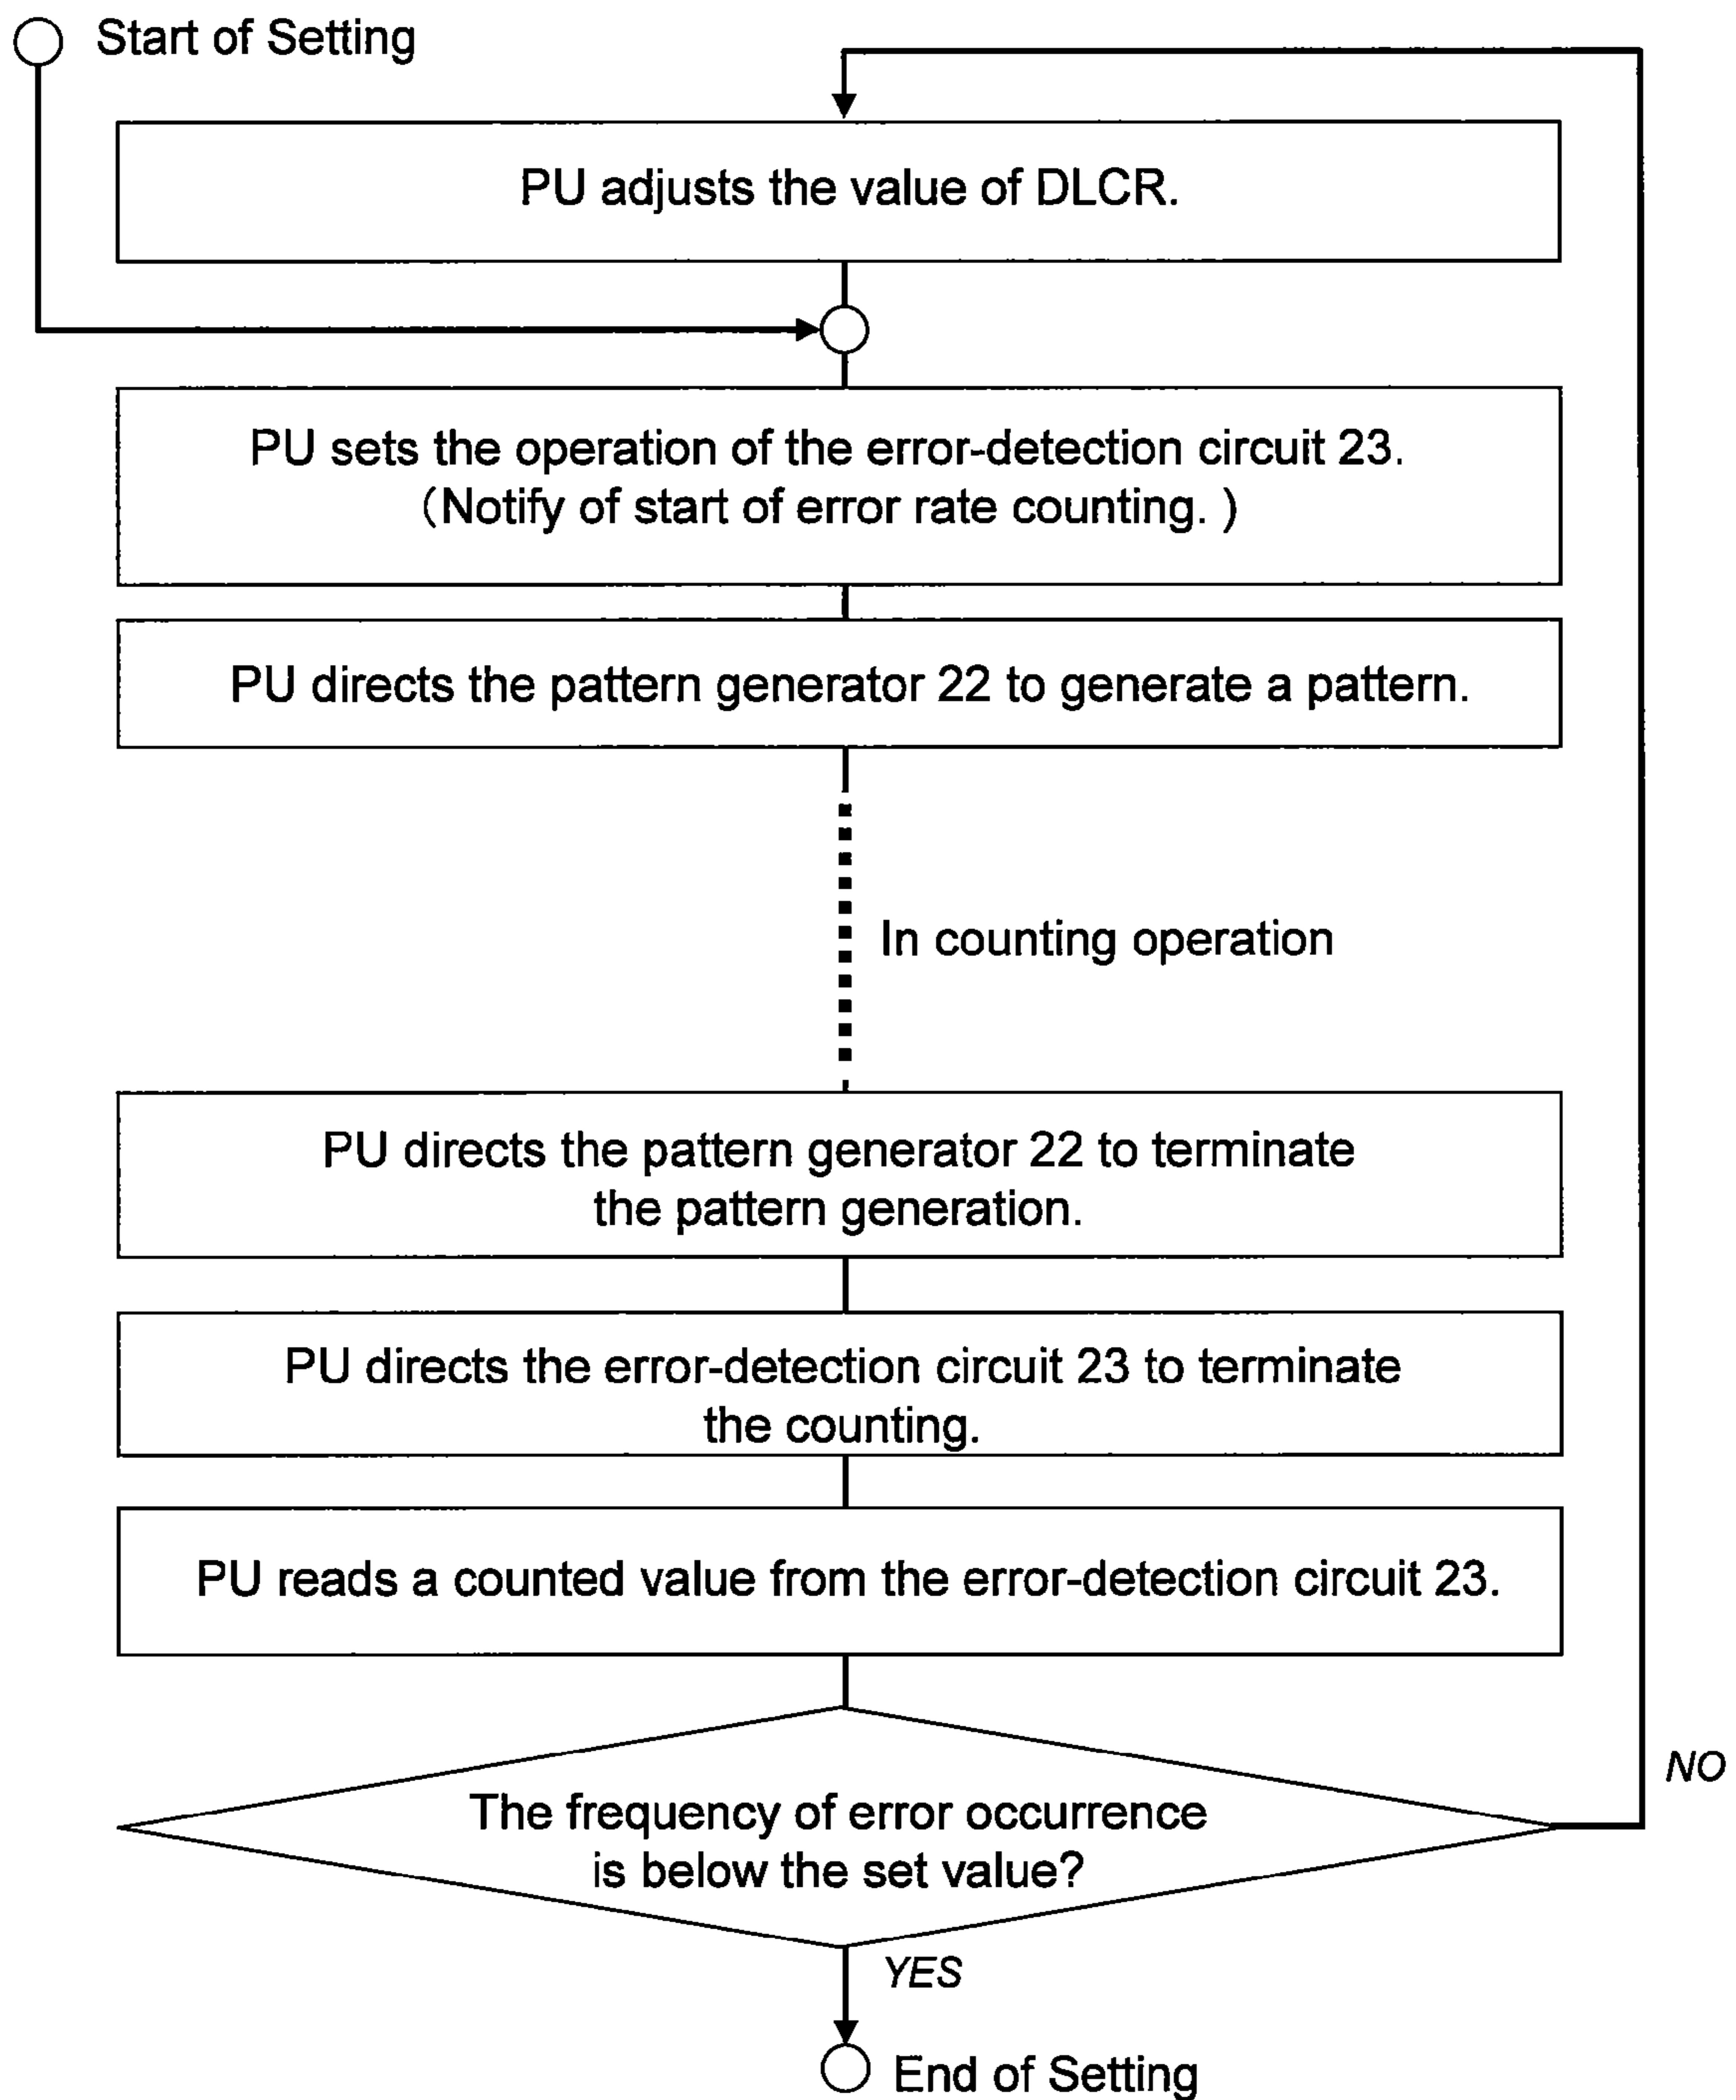 Start of Setting
PU adjusts the value of DLCR.
PU sets the operation of the error-detection circuit 23.
(Notify of start of error rate counting. )
PU directs the pattern generator 22 to generate a pattern.
In counting operation
PU directs the pattern generator 22 to terminate
the pattern generation.
PU directs the error-detection circuit 23 to terminate
the counting.
PU reads a counted value from the error-detection circuit 23.
The frequency of error occurrence
is below the set value?
NO
YES
End of Setting